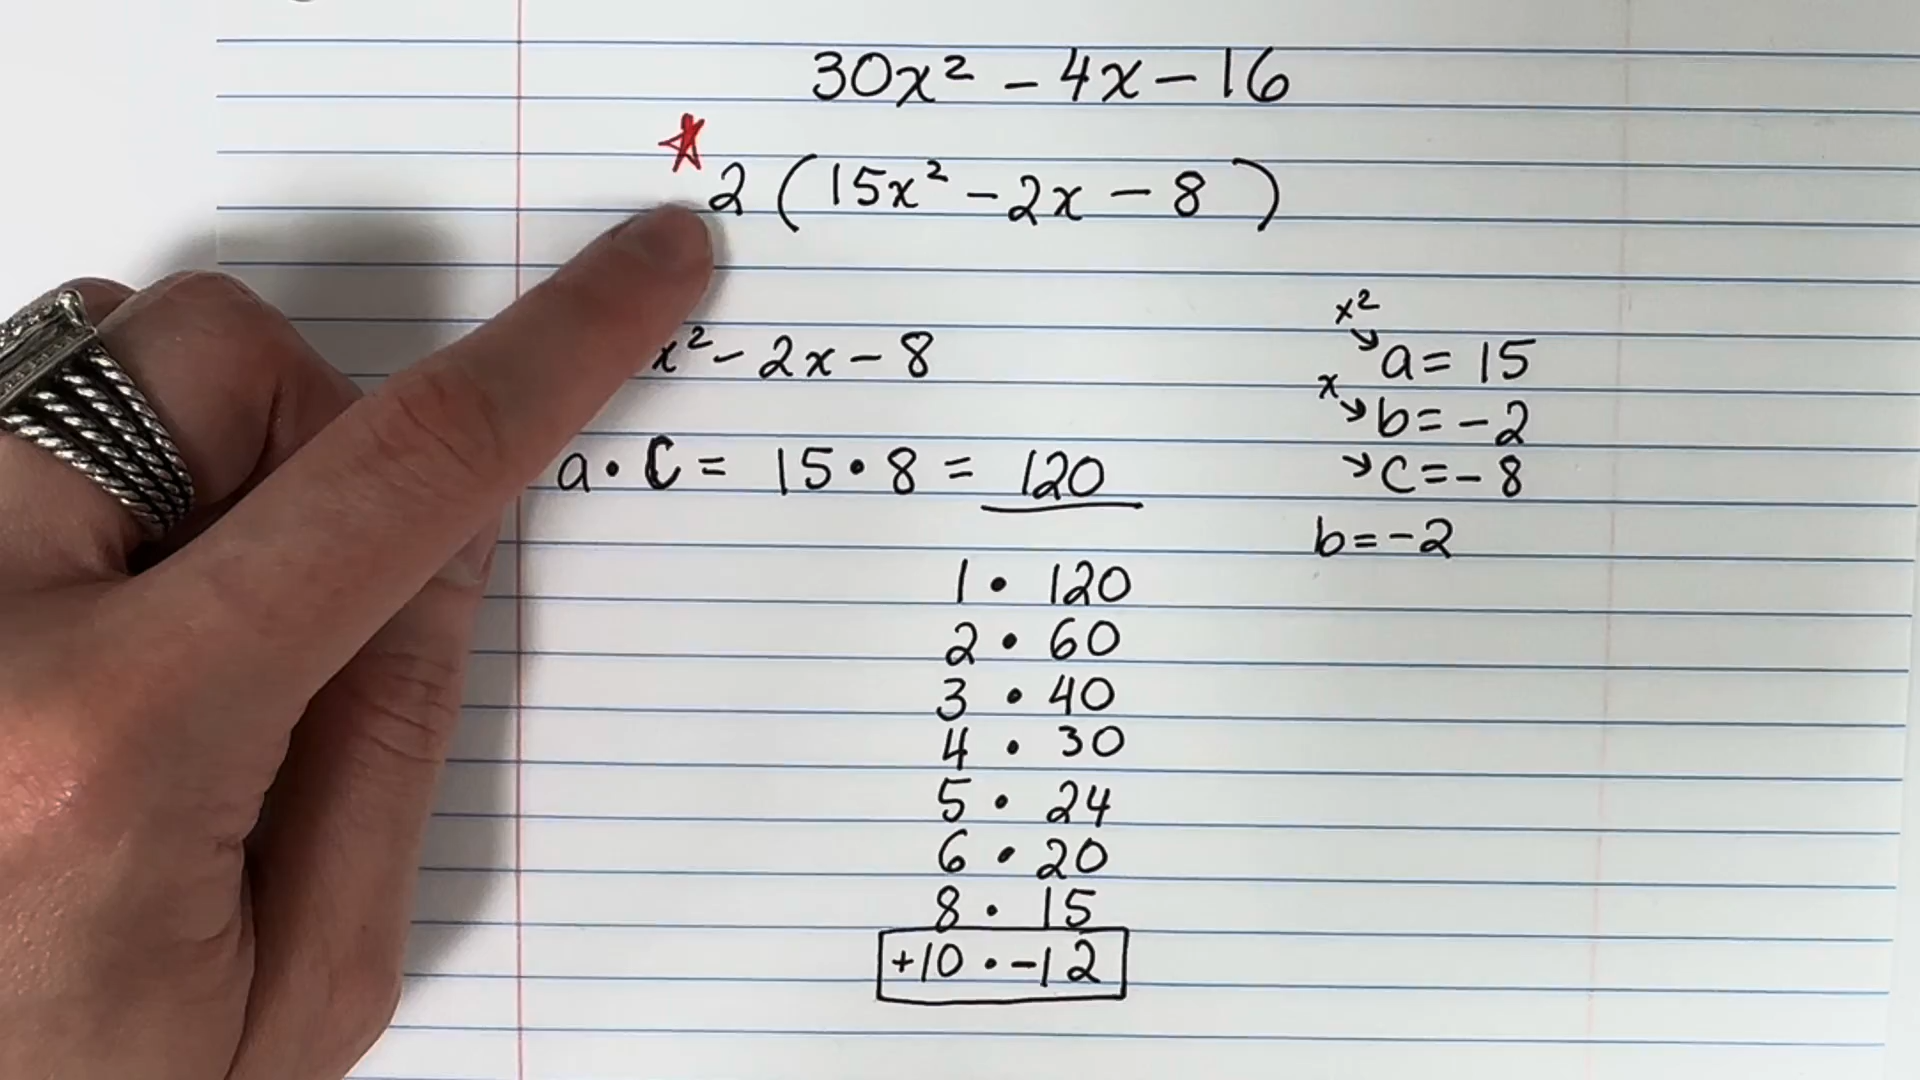 30x² - 4x - 16
2 (15x² - 2x - 8)
x² - 2x - 8
x²
a = 15
x
b = -2
a • c = 15 • 8 = 120
c = -8
b = -2
1 • 120
2 • 60
3 • 40
4 • 30
5 • 24
6 • 20
8 • 15
+10 • -12